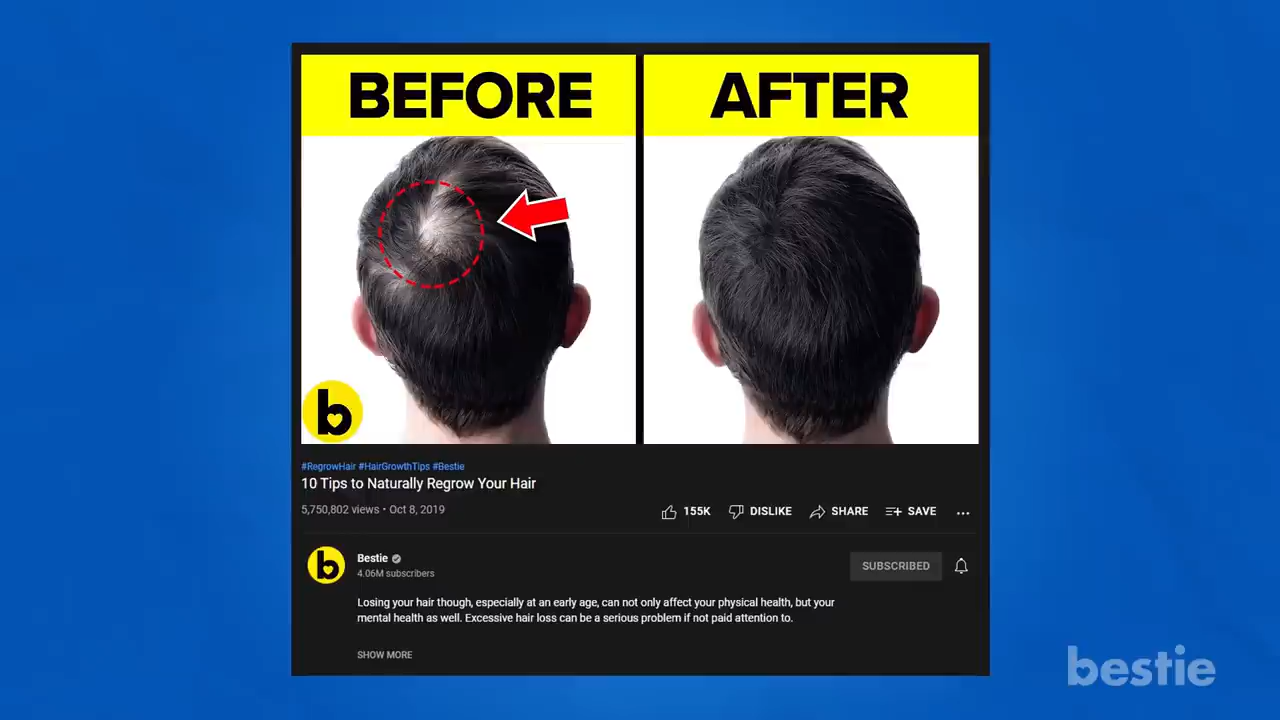 BEFORE
AFTER
b
#RegrowHair #HairGrowthTips #Bestie
10 Tips to Naturally Regrow Your Hair
5,750,802 views • Oct 8, 2019
155K DISLIKE SHARE SAVE ...
b
Bestie
4.06M subscribers
SUBSCRIBED
Losing your hair though, especially at an early age, can not only affect your physical health, but your
mental health as well. Excessive hair loss can be a serious problem if not paid attention to.
SHOW MORE
bestie